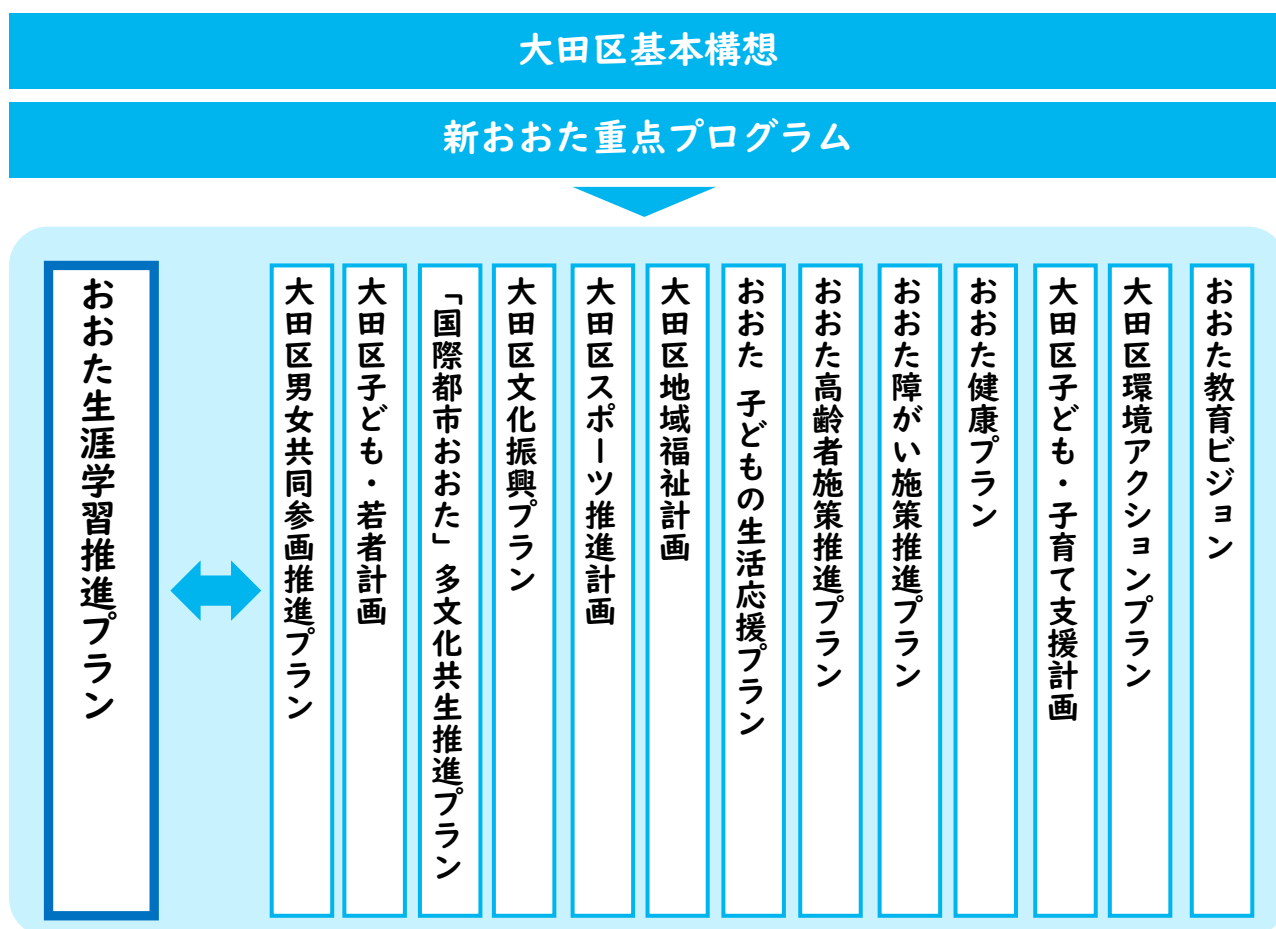 大田区基本構想
新おおた重点プログラム
おおた生涯学習推進プラン
大田区男女共同参画推進プラン
大田区子ども・若者計画
「国際都市おおた」多文化共生推進プラン
大田区文化振興プラン
大田区スポーツ推進計画
大田区地域福祉計画
おおた 子どもの生活応援プラン
おおた高齢者施策推進プラン
おおた障がい施策推進プラン
おおた健康プラン
大田区子ども・子育て支援計画
大田区環境アクションプラン
おおた教育ビジョン